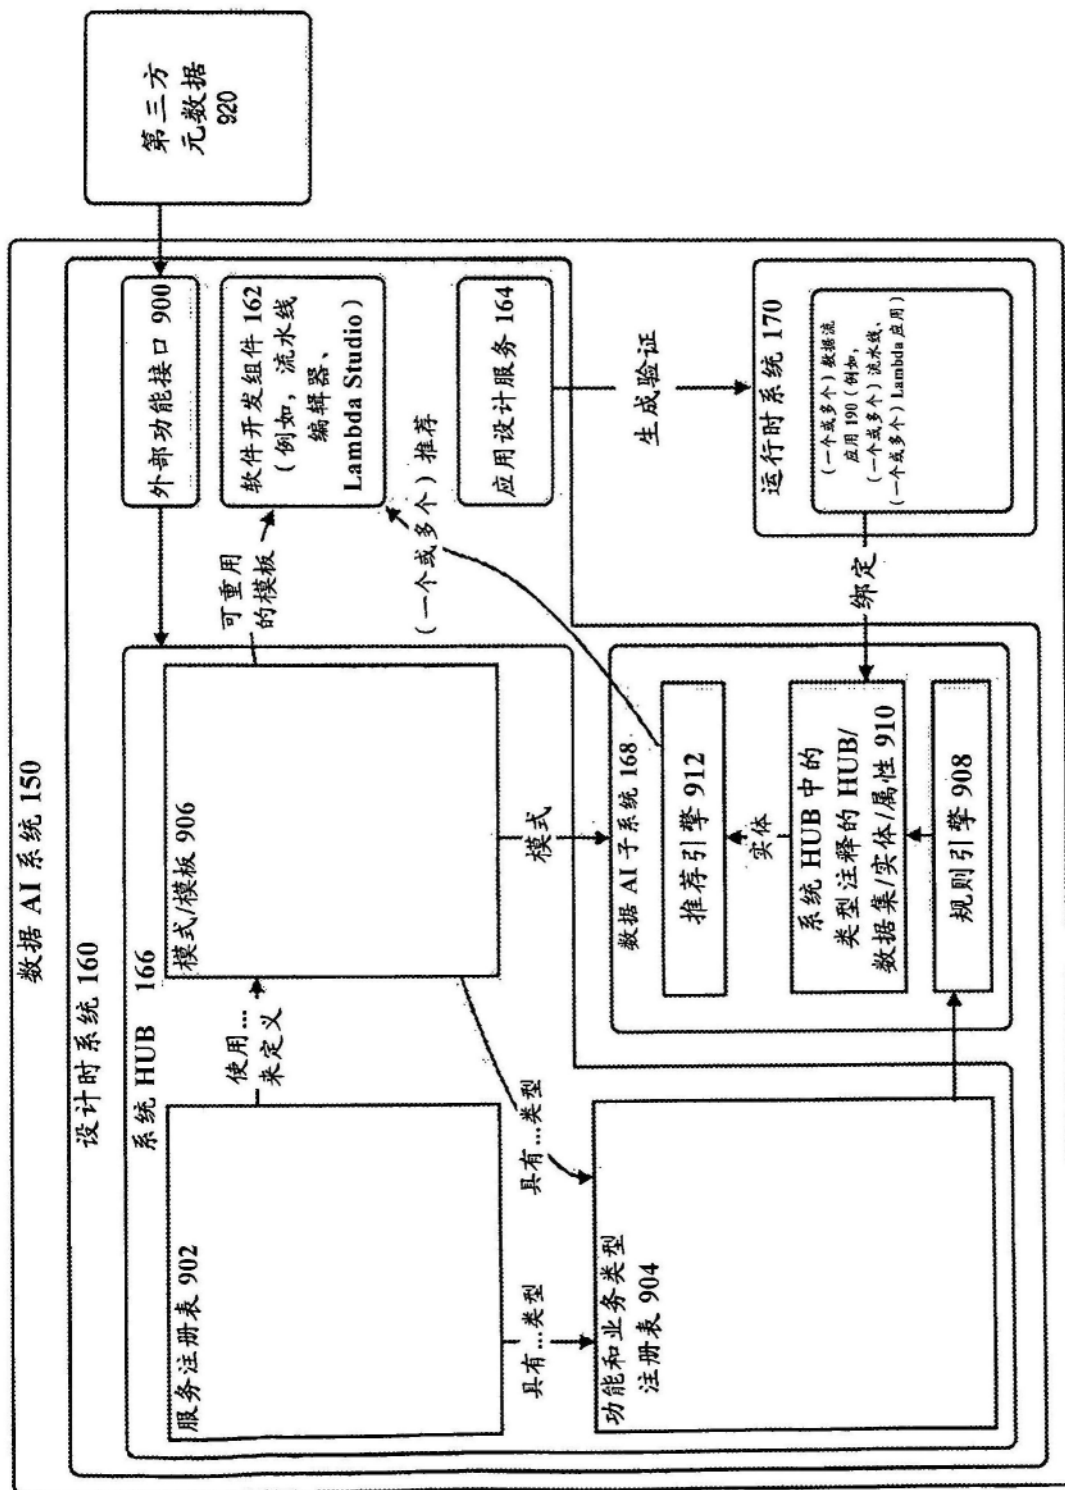 数据 AI 系统 150
设计时系统 160
系统 HUB 166
服务注册表 902
使用...
来定义
模式/模板 906
可重用
的模板
外部功能接口 900
第三方
元数据
920
软件开发组件 162
(例如，流水线
编辑器、
Lambda Studio)
(一个或多个) 推荐
应用设计服务 164
具有...类型
具有...类型
模式
功能和业务类型
注册表 904
数据 AI 子系统 168
推荐引擎 912
实体
系统 HUB 中的
类型注释的 HUB/
数据集/实体/属性 910
规则引擎 908
生成验证
绑定
运行时系统 170
(一个或多个) 数据流
应用 190 (例如，
(一个或多个) 流水线、
(一个或多个) Lambda 应用)